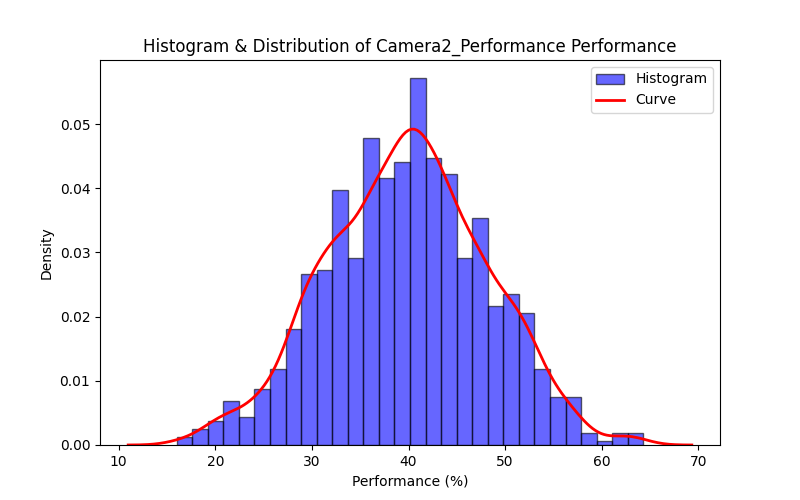 Histogram & Distribution of Camera2_Performance Performance
Histogram
Curve
Density
0.05
0.04
0.03
0.02
0.01
0.00
10 20 30 40 50 60 70
Performance (%)